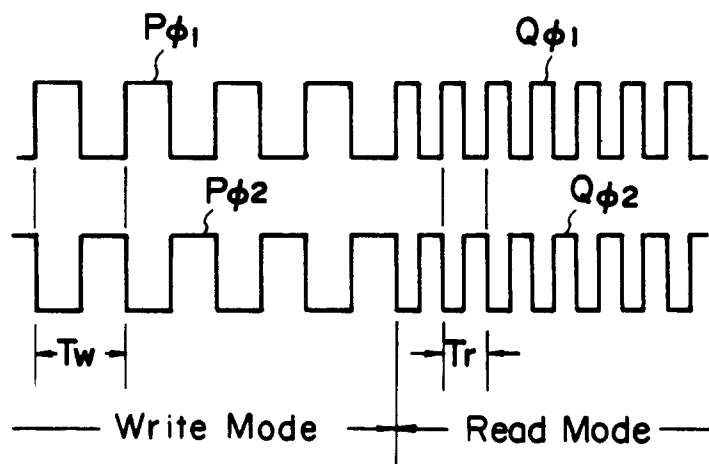 Pϕ1 Qϕ1
Pϕ2 Qϕ2
Tw Tr
Write Mode Read Mode